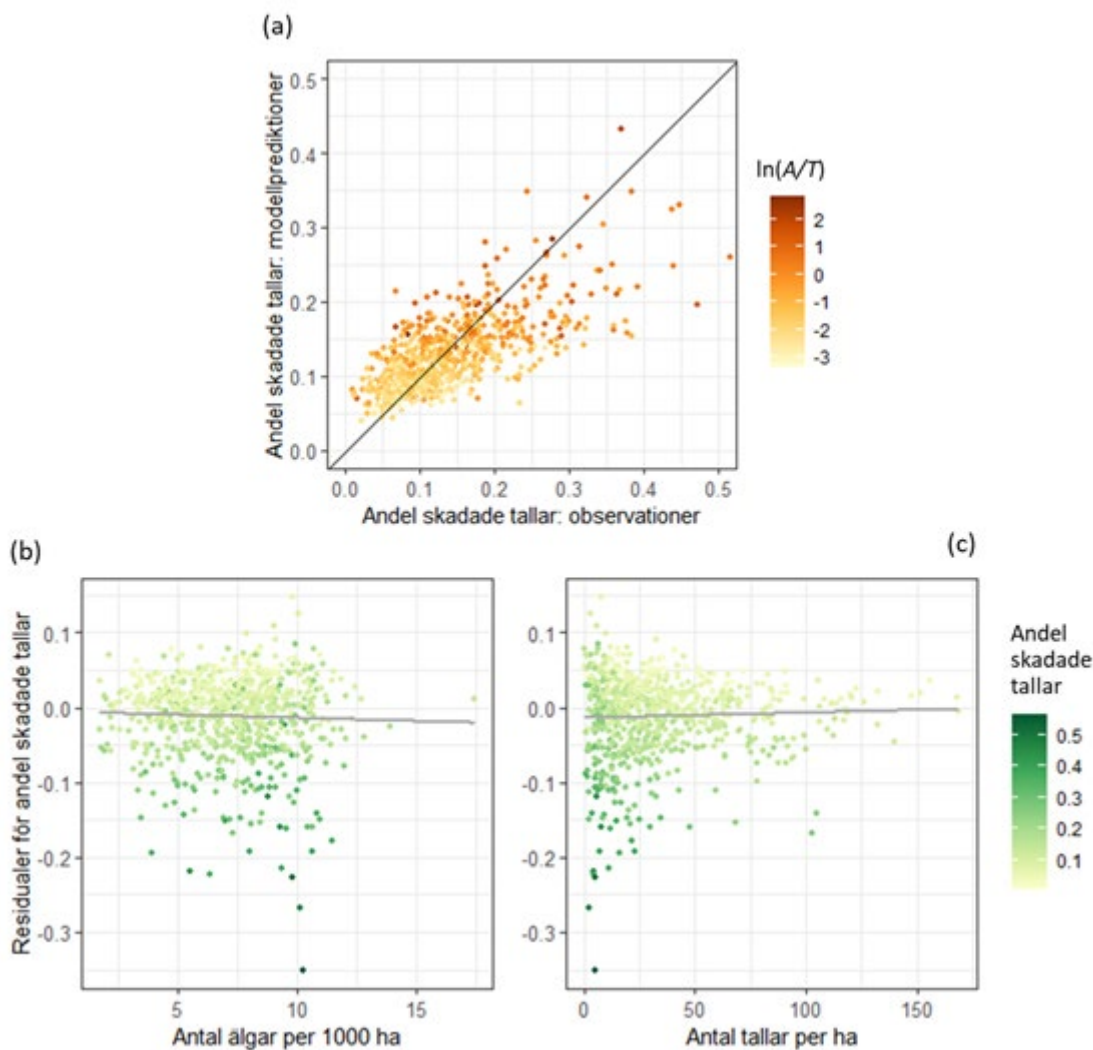 (a)
Andel skadade tallar: modellprediktioner
0.5
0.4
0.3
0.2
0.1
0.0
0.0 0.1 0.2 0.3 0.4 0.5
Andel skadade tallar: observationer
ln(A/T)
2
1
0
-1
-2
-3
(b)
Residualer för andel skadade tallar
0.1
0.0
-0.1
-0.2
-0.3
5 10 15
Antal älgar per 1000 ha
(c)
0.1
0.0
-0.1
-0.2
-0.3
0 50 100 150
Antal tallar per ha
Andel
skadade
tallar
0.5
0.4
0.3
0.2
0.1